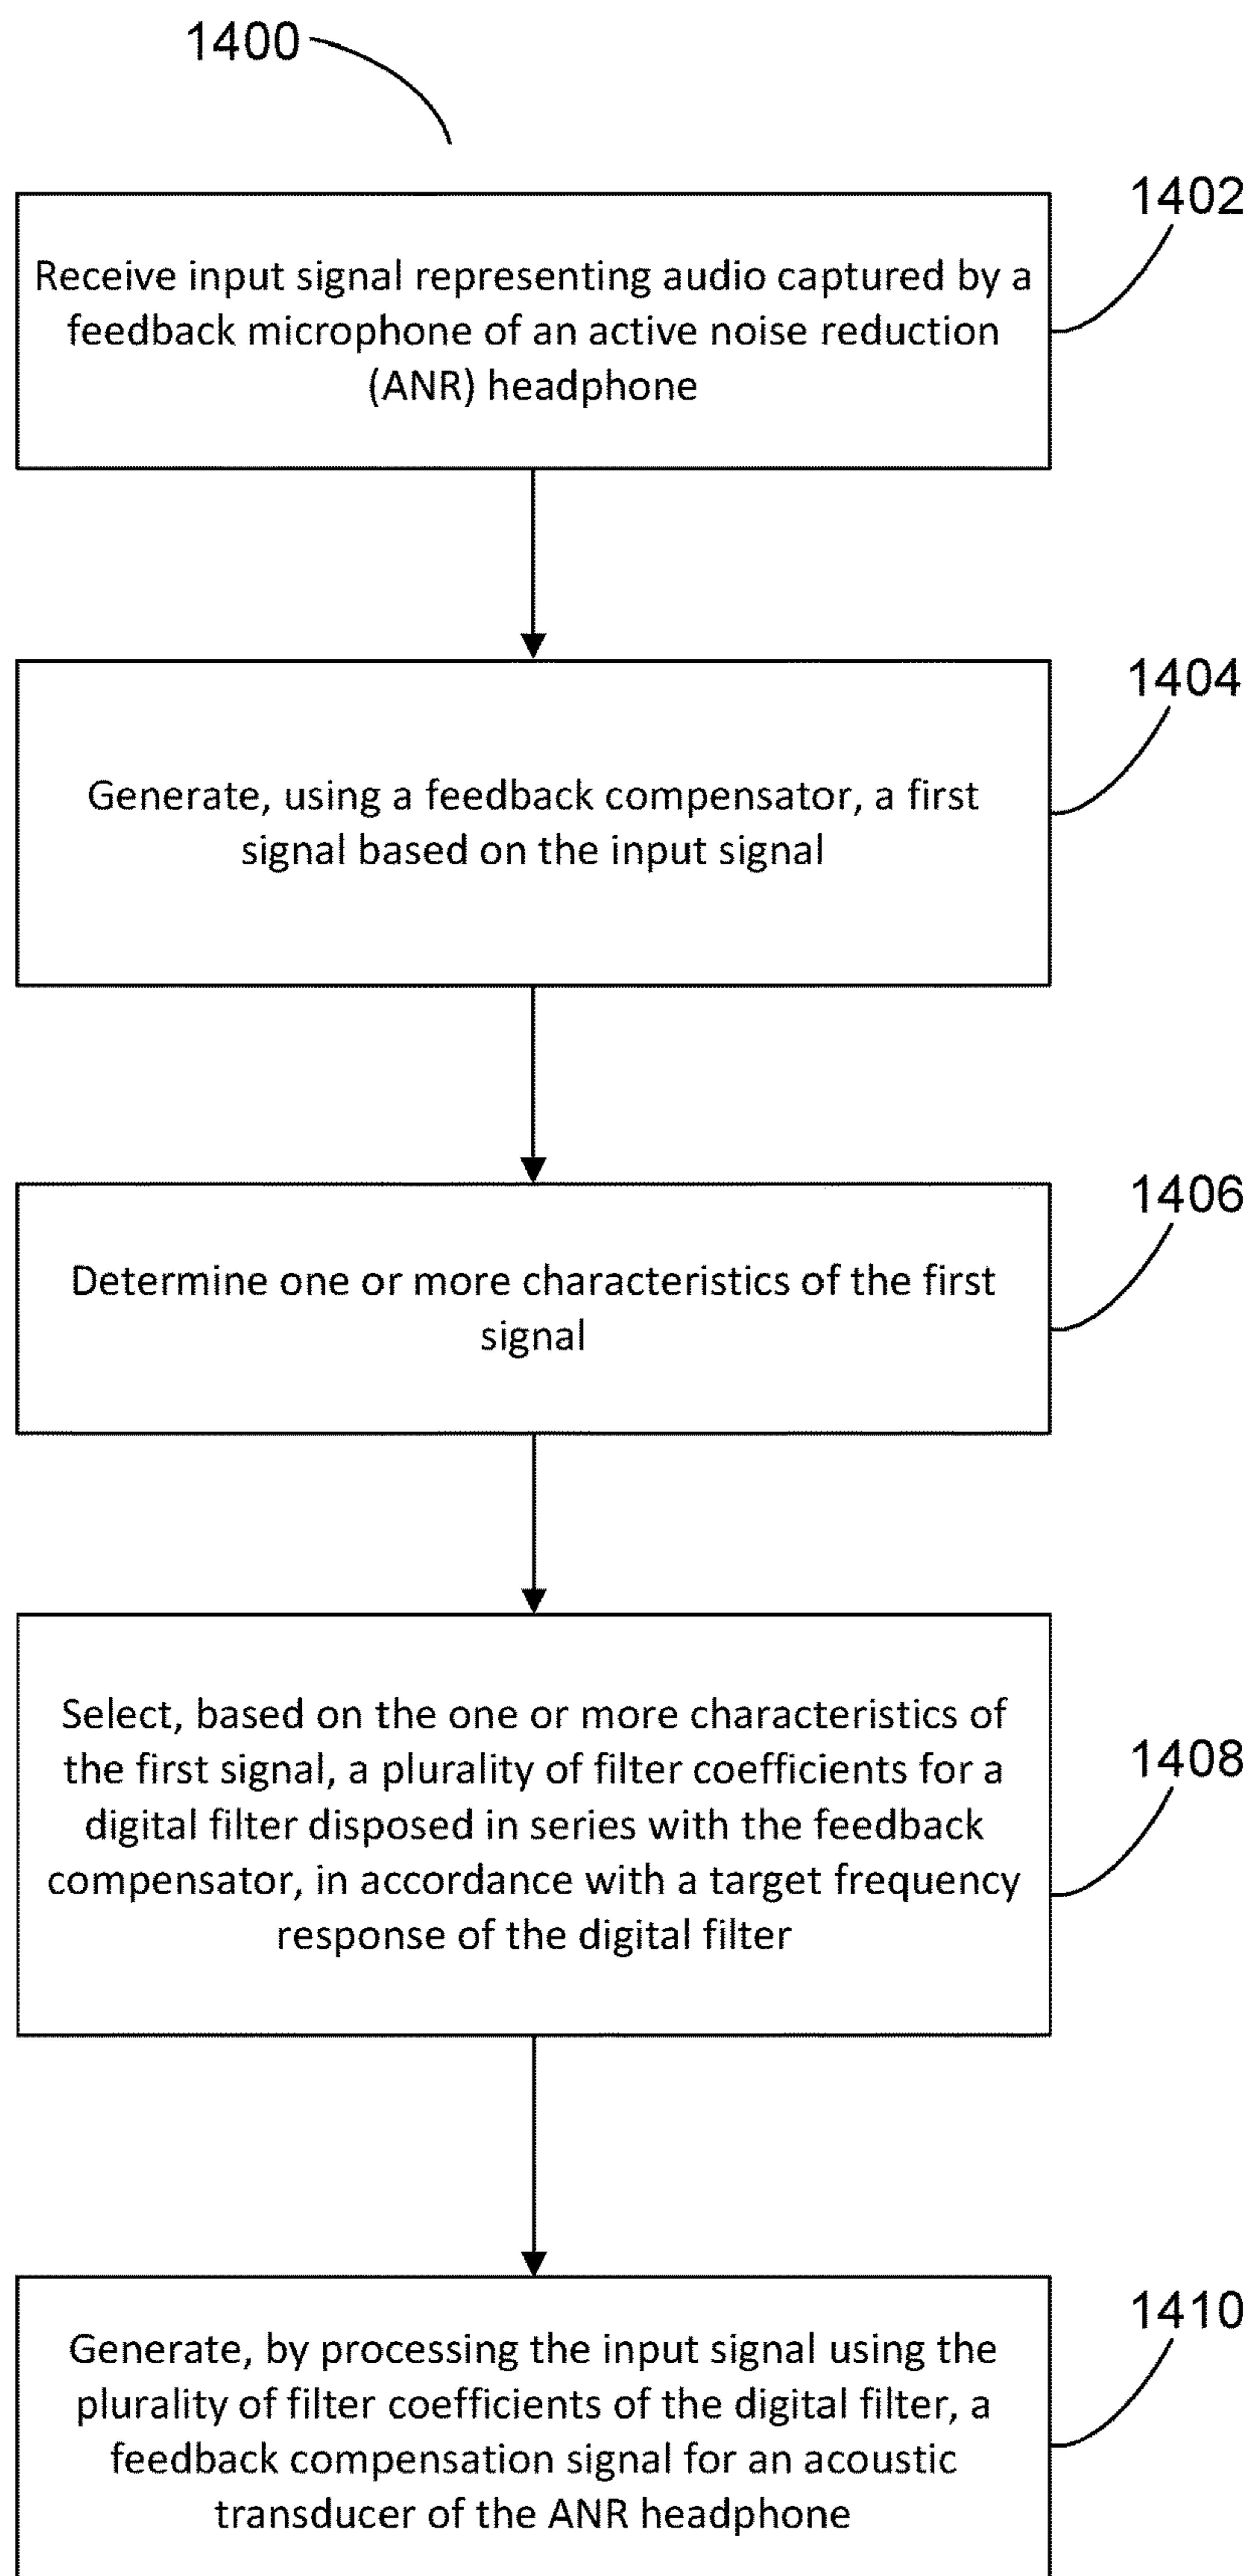 1400
1402
Receive input signal representing audio captured by a
feedback microphone of an active noise reduction
(ANR) headphone
1404
Generate, using a feedback compensator, a first
signal based on the input signal
1406
Determine one or more characteristics of the first
signal
1408
Select, based on the one or more characteristics of
the first signal, a plurality of filter coefficients for a
digital filter disposed in series with the feedback
compensator, in accordance with a target frequency
response of the digital filter
1410
Generate, by processing the input signal using the
plurality of filter coefficients of the digital filter, a
feedback compensation signal for an acoustic
transducer of the ANR headphone